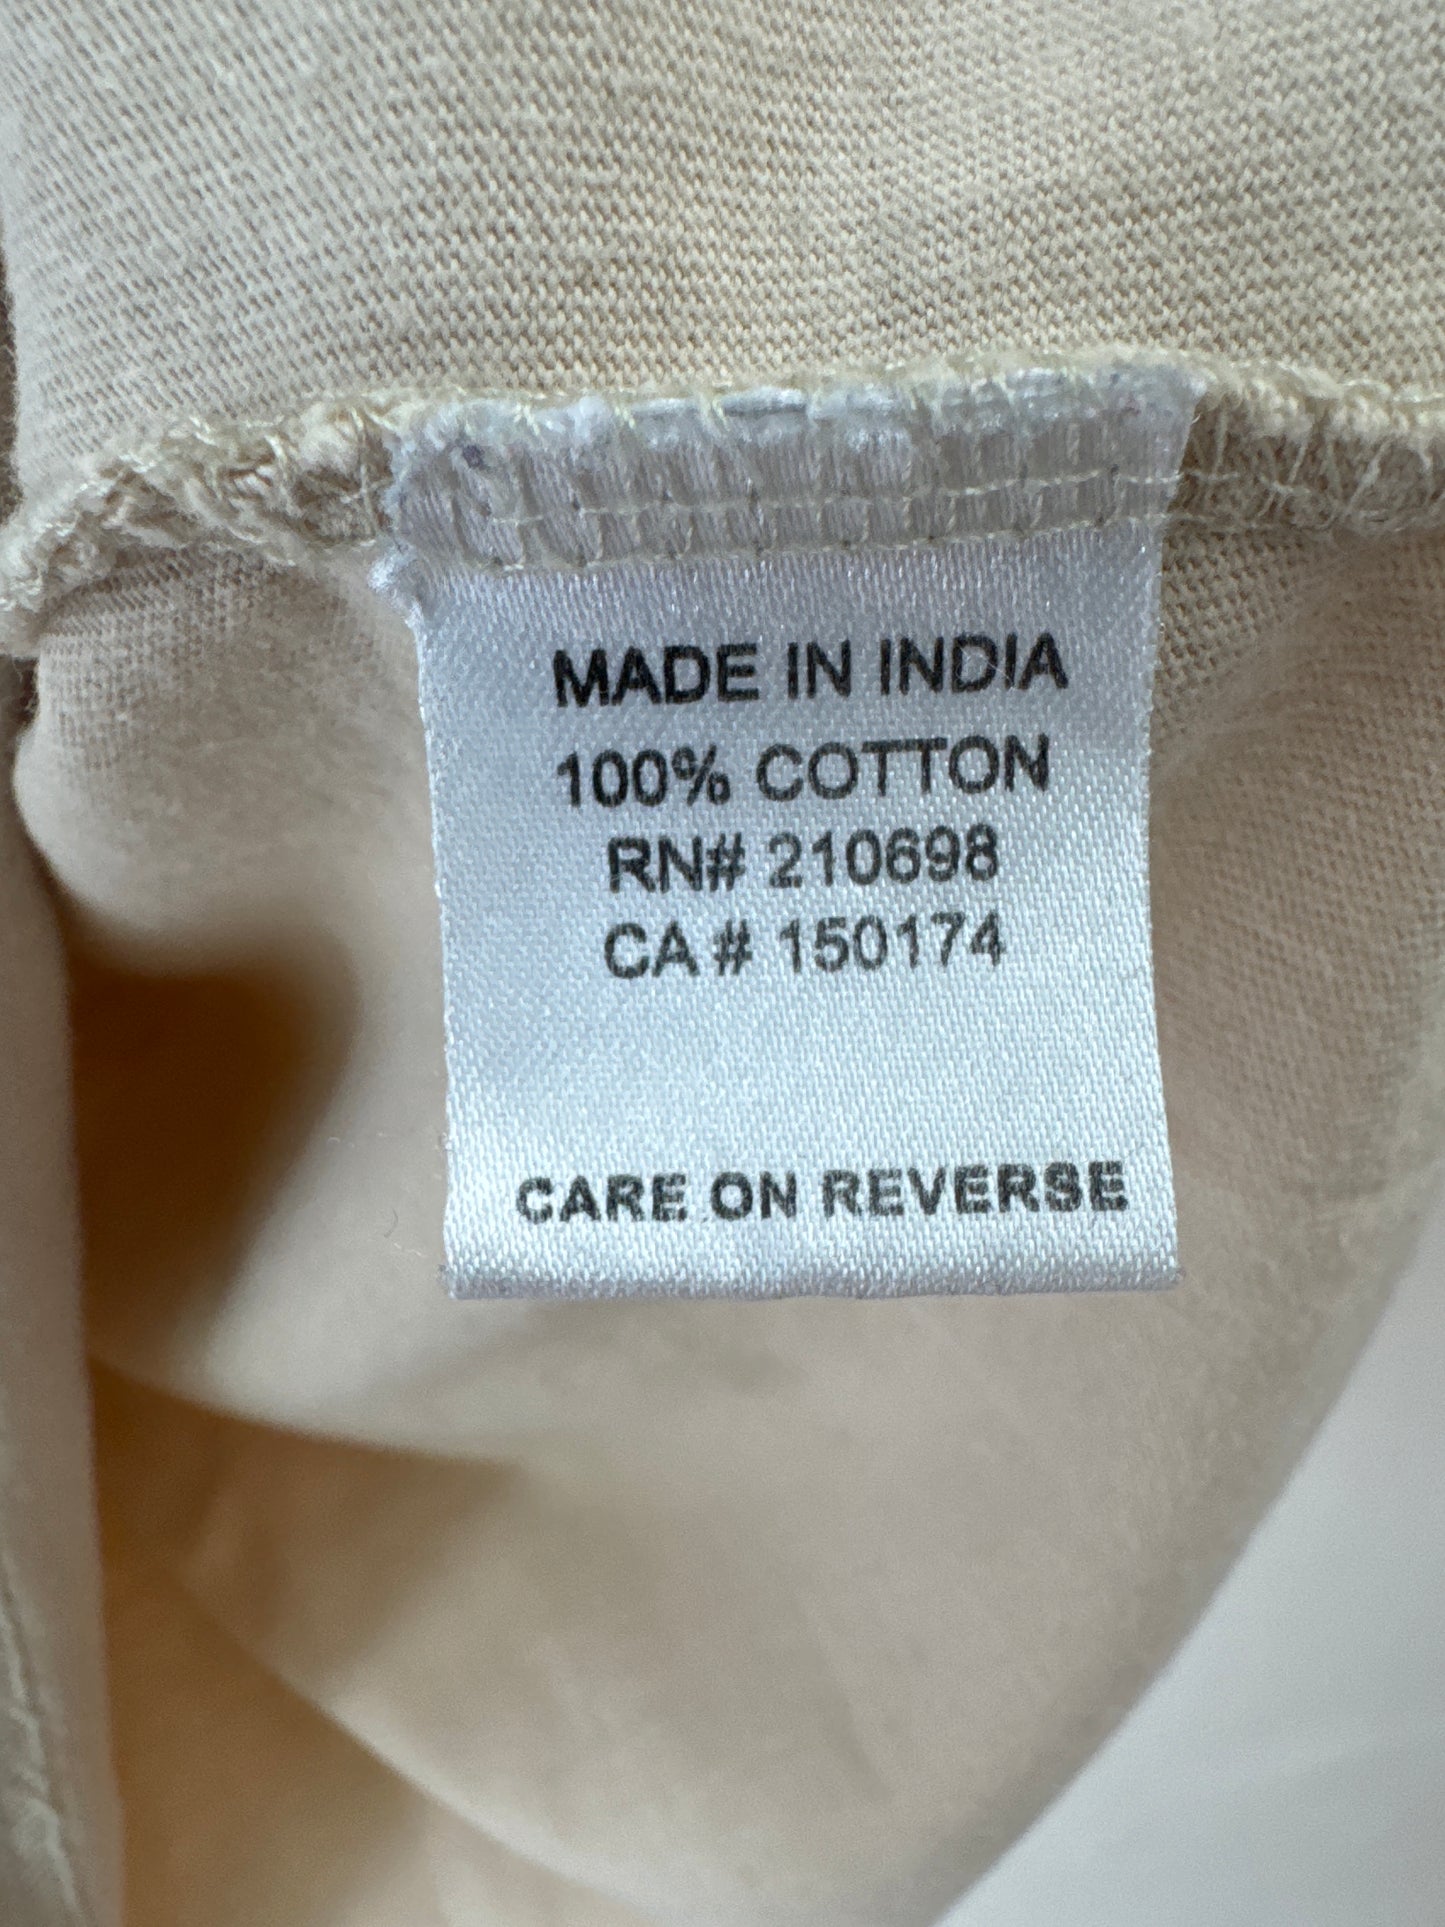 MADE IN INDIA
100% COTTON
RN# 210698
CA # 150174
CARE ON REVERSE